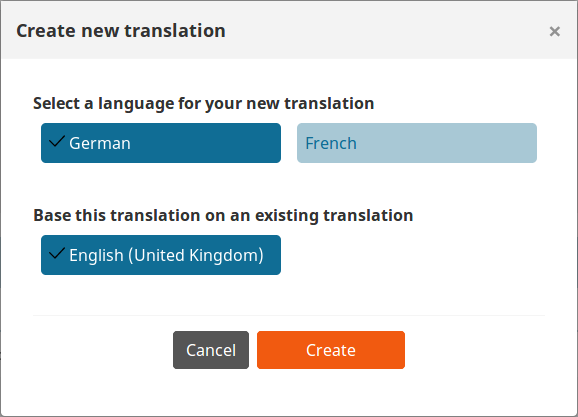 Create new translation ×
Select a language for your new translation
German French
Base this translation on an existing translation
English (United Kingdom)
Cancel Create